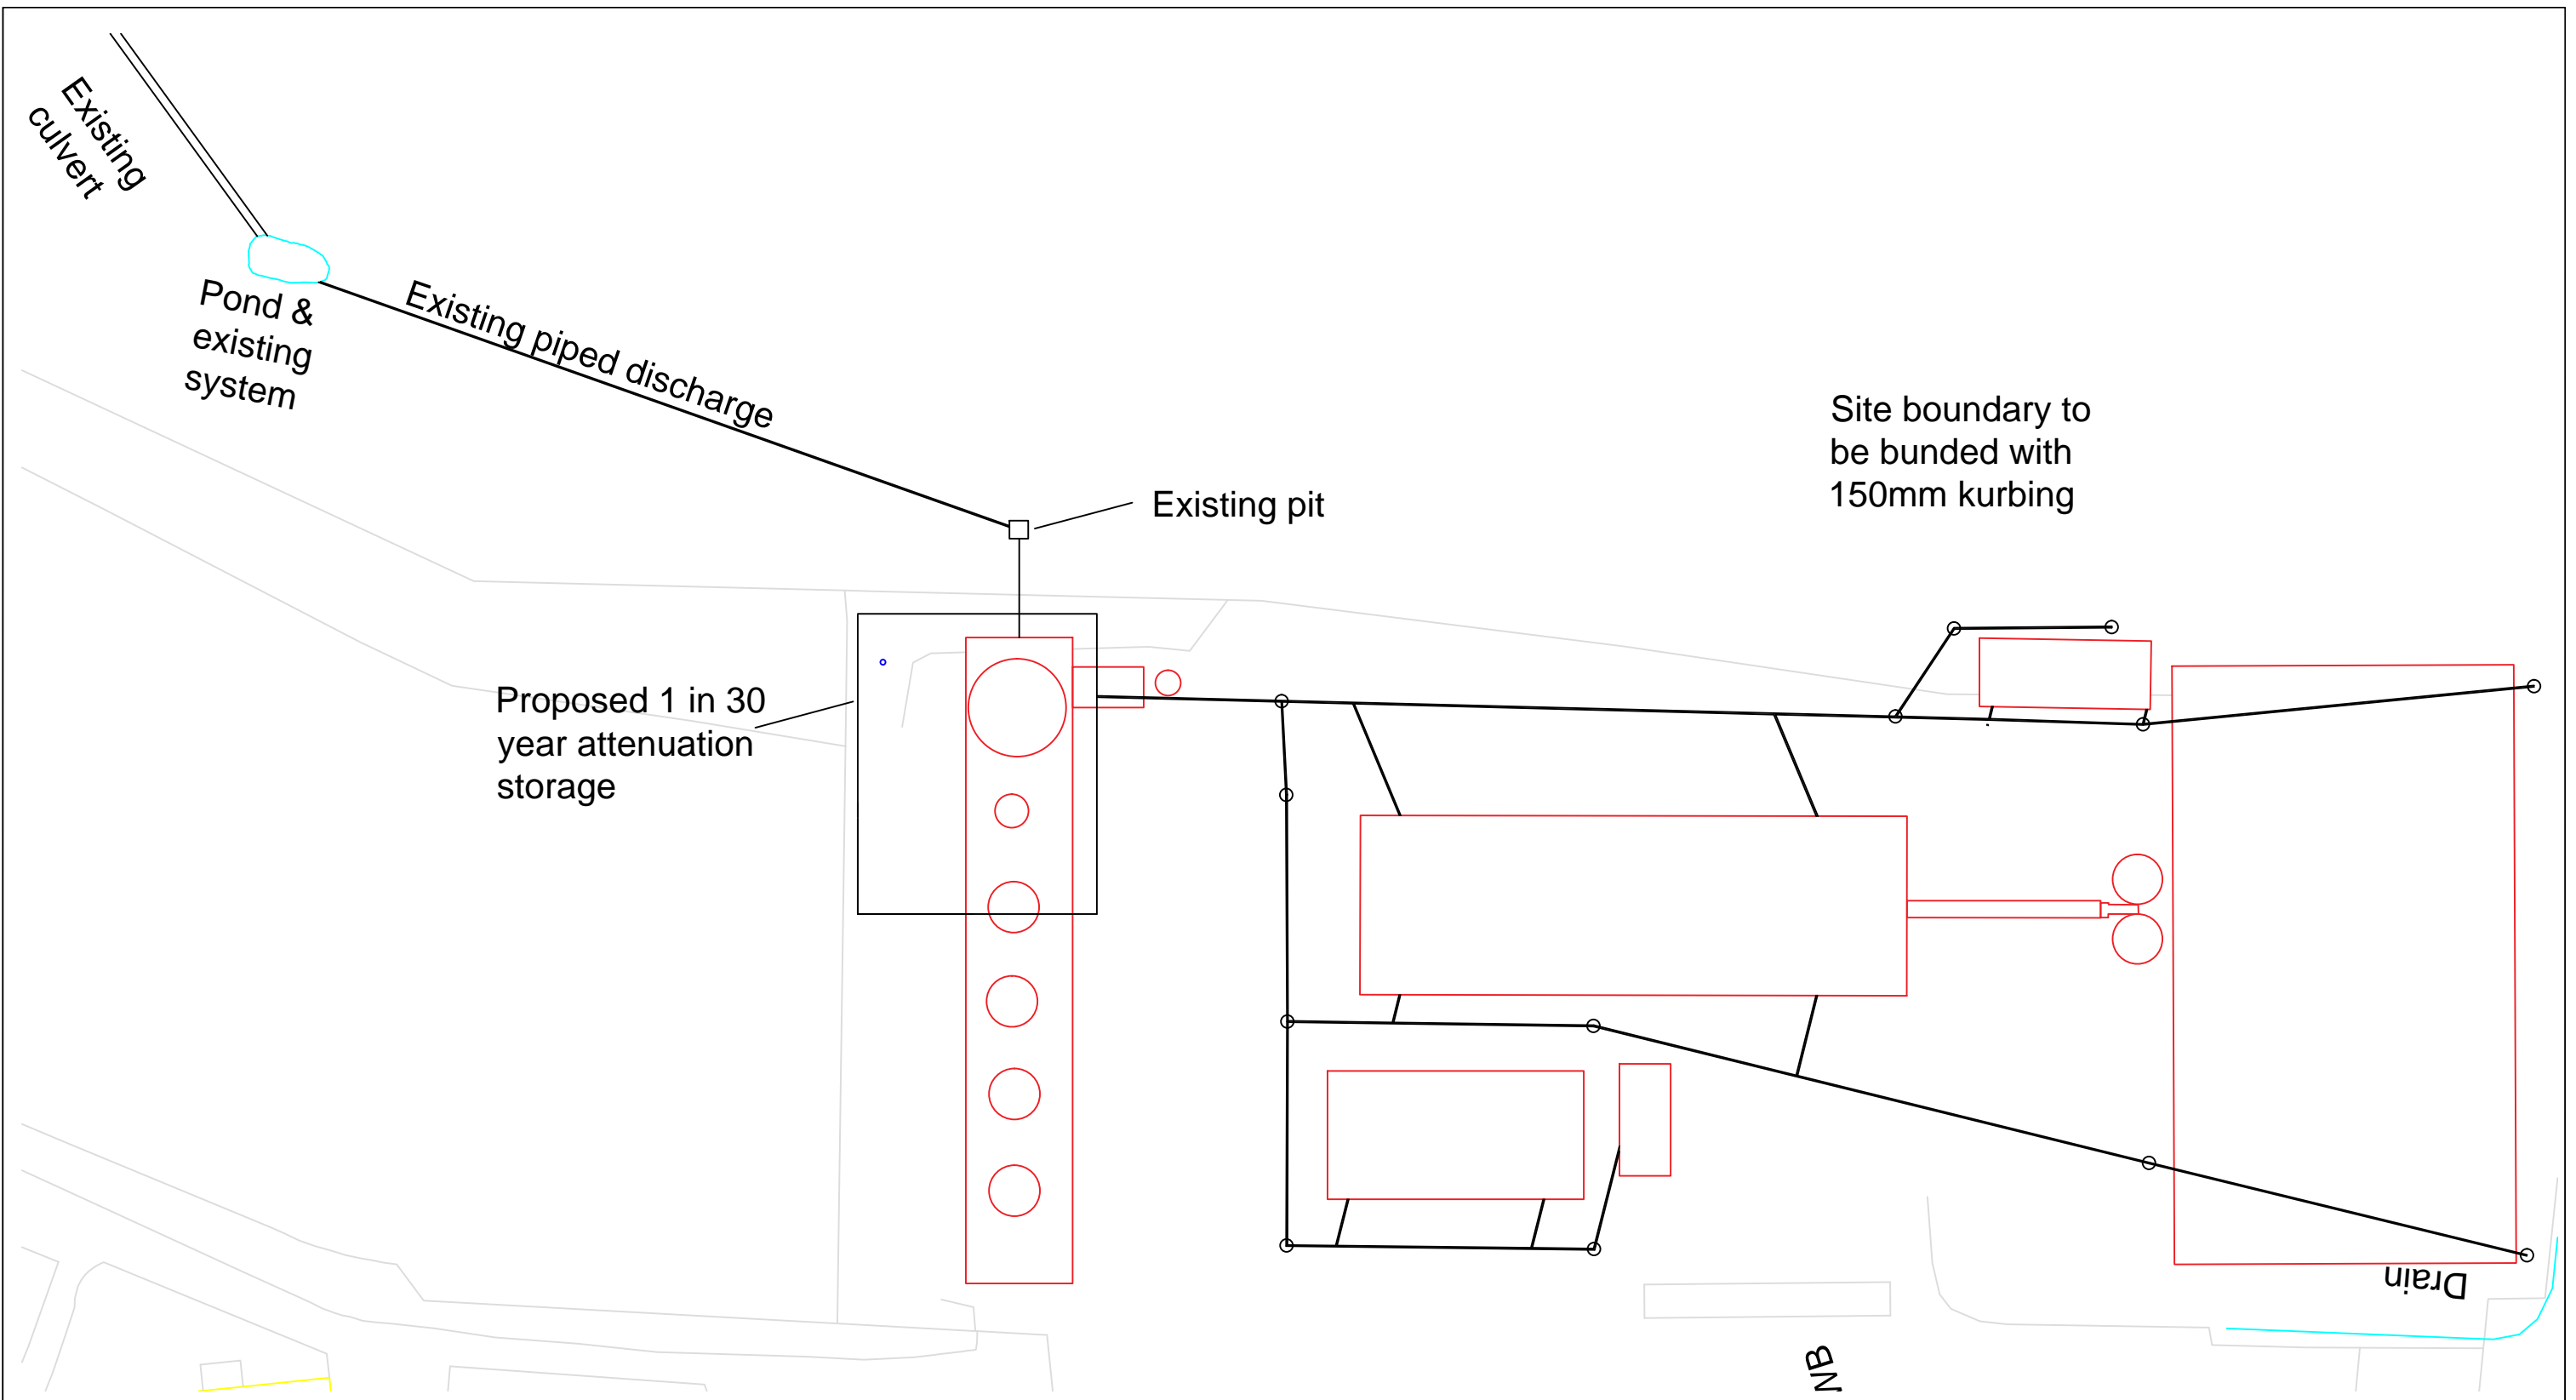 Existing
culvert
Pond &
existing
system
Existing piped discharge
Existing pit
Site boundary to
be bunded with
150mm kurbing
Proposed 1 in 30
year attenuation
storage
Drain
WB